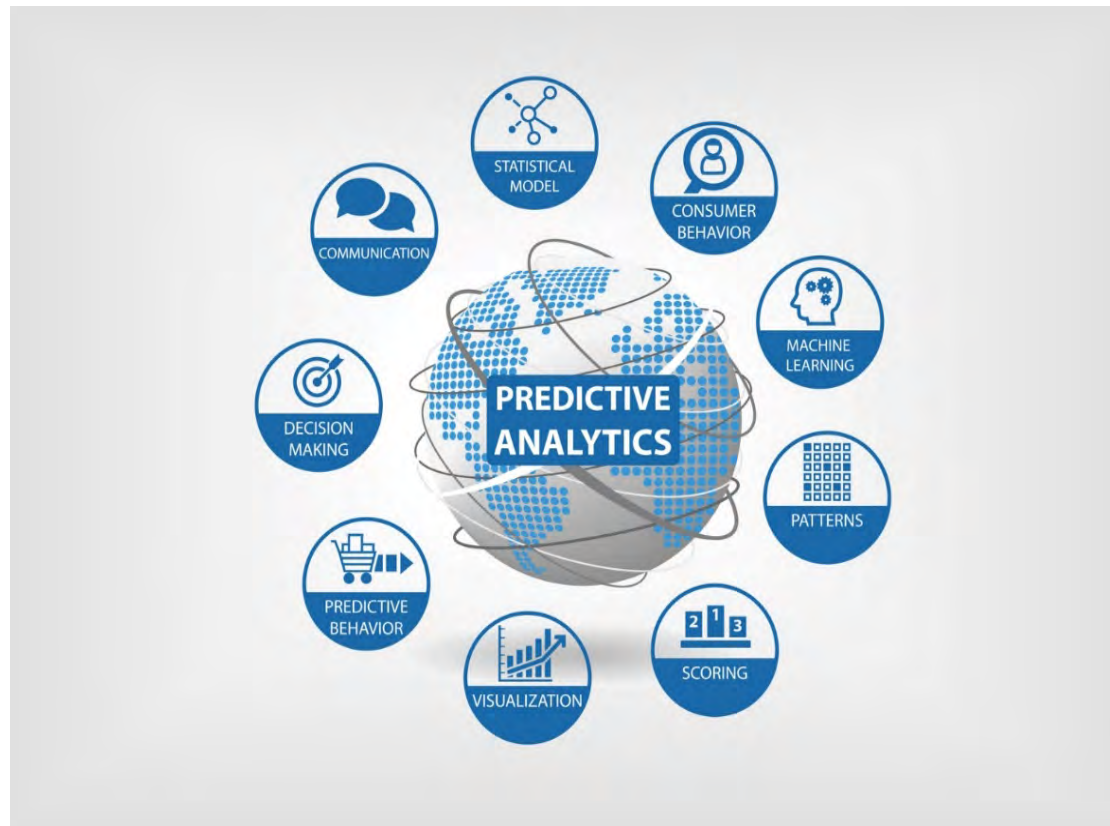 STATISTICAL
MODEL
CONSUMER
BEHAVIOR
MACHINE
LEARNING
PATTERNS
2 1 3
SCORING
VISUALIZATION
PREDICTIVE
BEHAVIOR
DECISION
MAKING
COMMUNICATION
PREDICTIVE
ANALYTICS